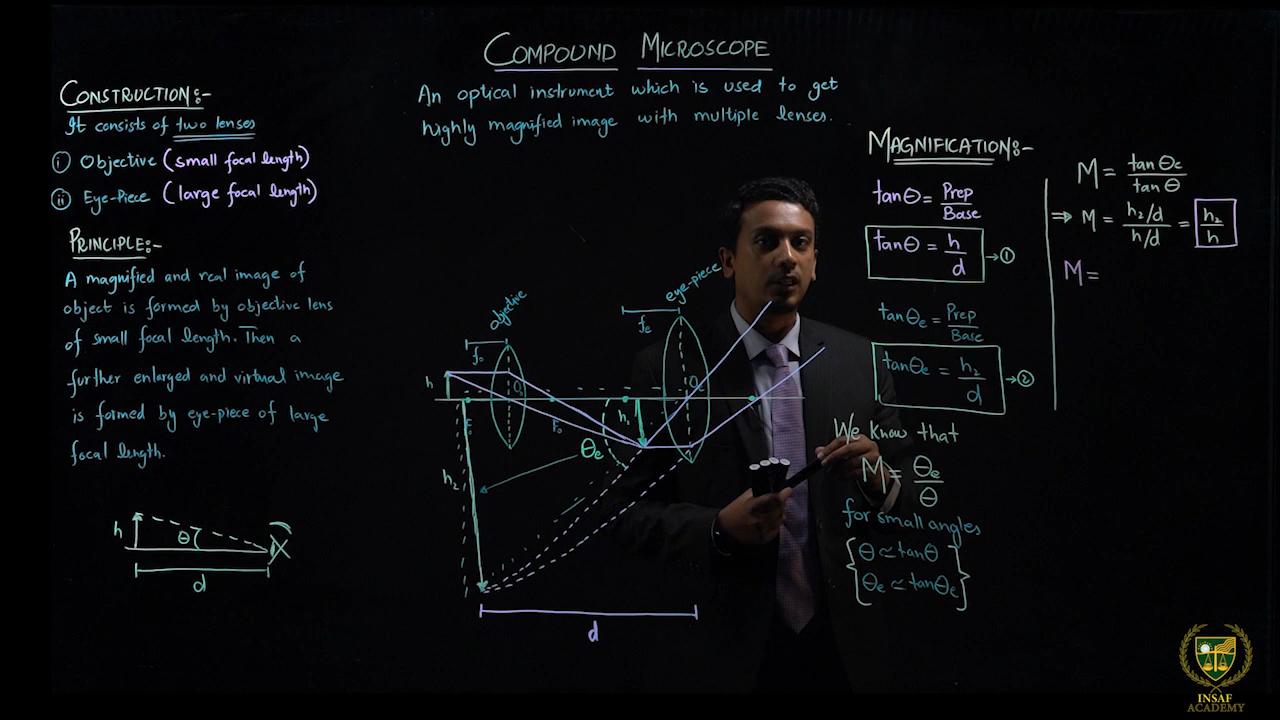 COMPOUND MICROSCOPE
An optical instrument which is used to get
highly magnified image with multiple lenses.
CONSTRUCTION:-
It consists of two lenses
(i) Objective (small focal length)
(ii) Eye-Piece (large focal length)
PRINCIPLE:-
A magnified and real image of
object is formed by objective lens
of small focal length. Then a
further enlarged and virtual image
is formed by eye-piece of large
focal length.
h
θ
d
objective
eye-piece
fo
fe
h
Fo
h1
θe
h2
d
MAGNIFICATION:-
tanθ = Prep/Base
tanθ = h/d → ①
tanθe = Prep/Base
tanθe = h2/d → ②
We know that
M = θe/θ
for small angles
{θ ≃ tanθ
θe ≃ tanθe}
M = tanθe/tanθ
⇒ M = h2/d / h/d = h2/h
M =
INSAF
ACADEMY